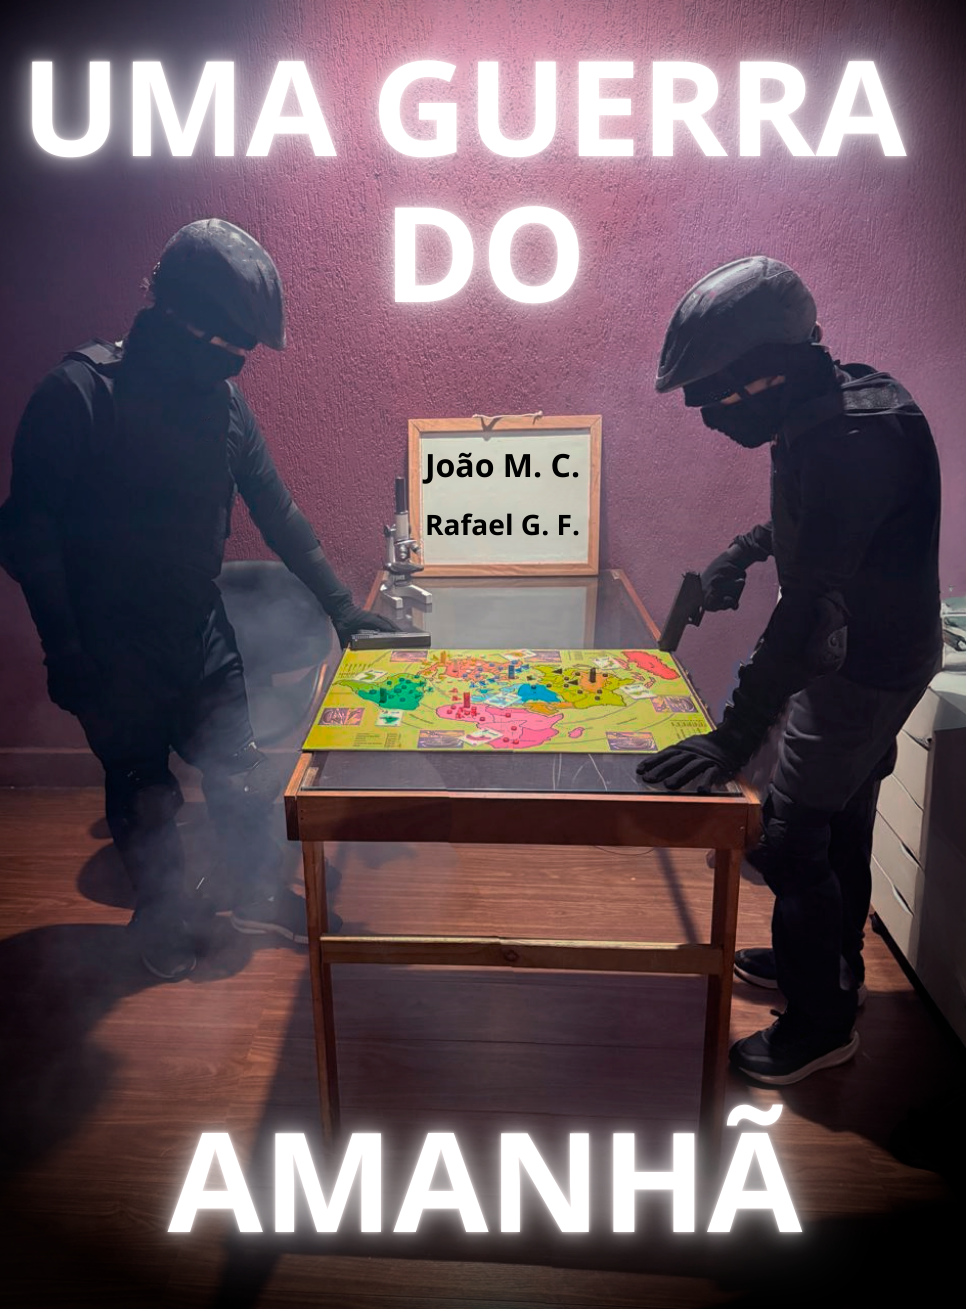 UMA GUERRA
DO
João M. C.
Rafael G. F.
AMANHÃ